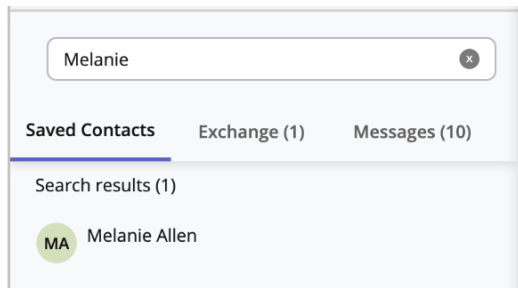 Melanie
x
Saved Contacts Exchange (1) Messages (10)
Search results (1)
MA Melanie Allen